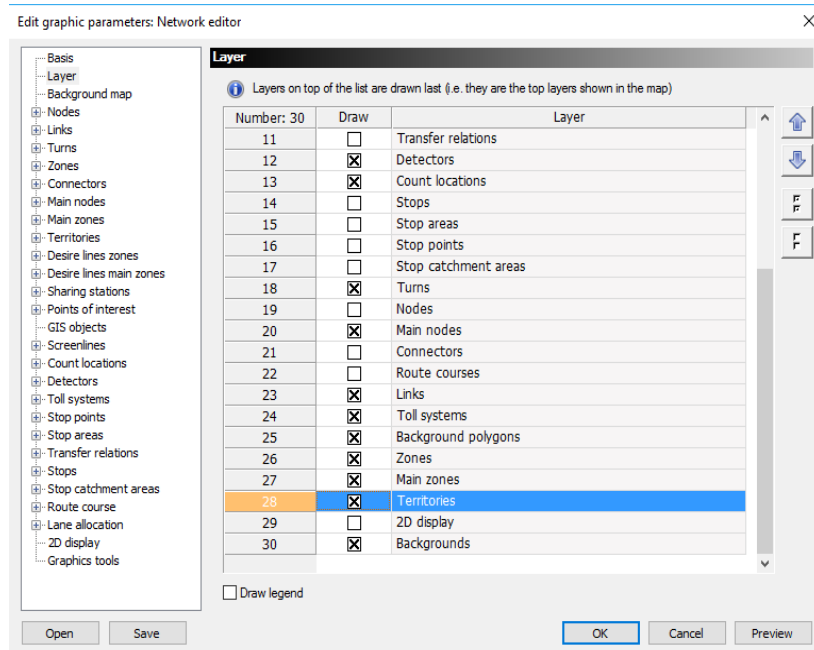 Edit graphic parameters: Network editor
Basis
Layer
Background map
Nodes
Links
Turns
Zones
Connectors
Main nodes
Main zones
Territories
Desire lines zones
Desire lines main zones
Sharing stations
Points of interest
GIS objects
Screenlines
Count locations
Detectors
Toll systems
Stop points
Stop areas
Transfer relations
Stops
Stop catchment areas
Route course
Lane allocation
2D display
Graphics tools
Layer
Layers on top of the list are drawn last (i.e. they are the top layers shown in the map)
Number: 30 Draw Layer
11 Transfer relations
12 Detectors
13 Count locations
14 Stops
15 Stop areas
16 Stop points
17 Stop catchment areas
18 Turns
19 Nodes
20 Main nodes
21 Connectors
22 Route courses
23 Links
24 Toll systems
25 Background polygons
26 Zones
27 Main zones
28 Territories
29 2D display
30 Backgrounds
Draw legend
Open Save OK Cancel Preview